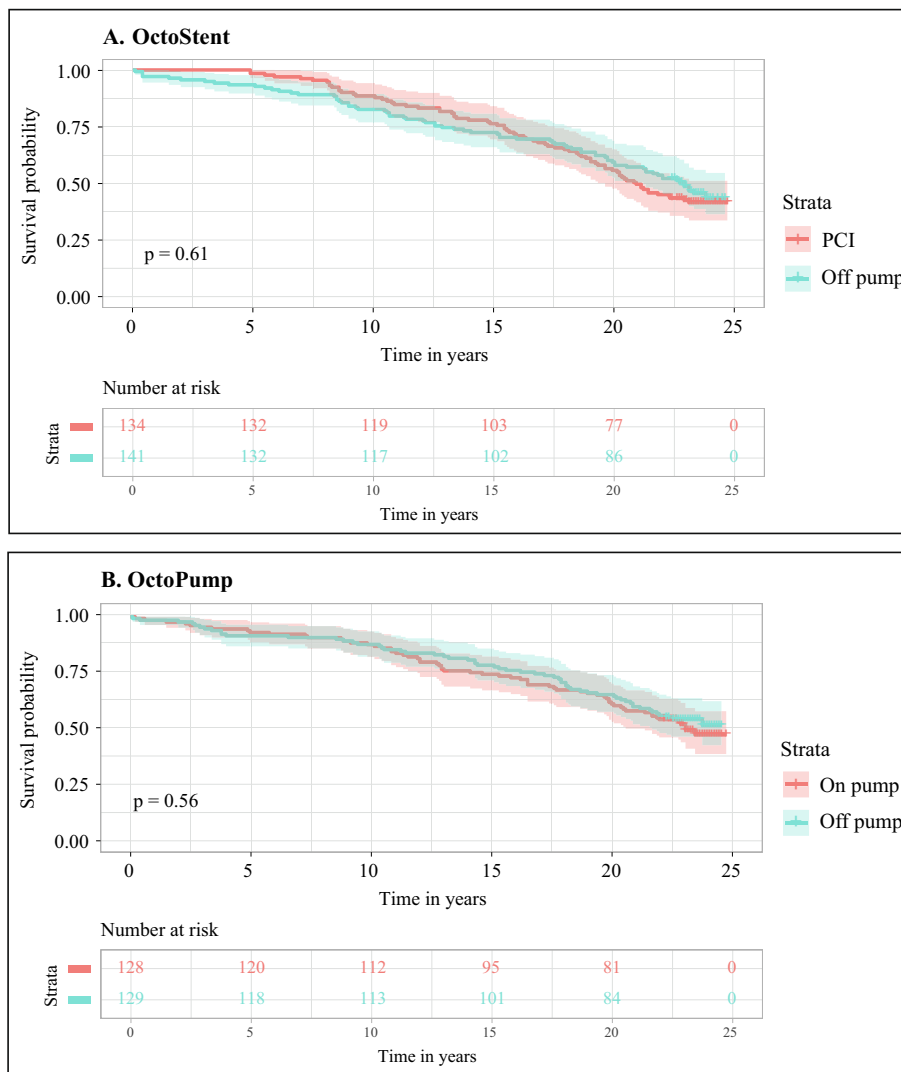 A. OctoStent
1.00
0.75
0.50
0.25
0.00
Survival probability
p = 0.61
0 5 10 15 20 25
Time in years
Strata
PCI
Off pump
Number at risk
Strata
134 132 119 103 77 0
141 132 117 102 86 0
0 5 10 15 20 25
Time in years
B. OctoPump
1.00
0.75
0.50
0.25
0.00
Survival probability
p = 0.56
0 5 10 15 20 25
Time in years
Strata
On pump
Off pump
Number at risk
Strata
128 120 112 95 81 0
129 118 113 101 84 0
0 5 10 15 20 25
Time in years